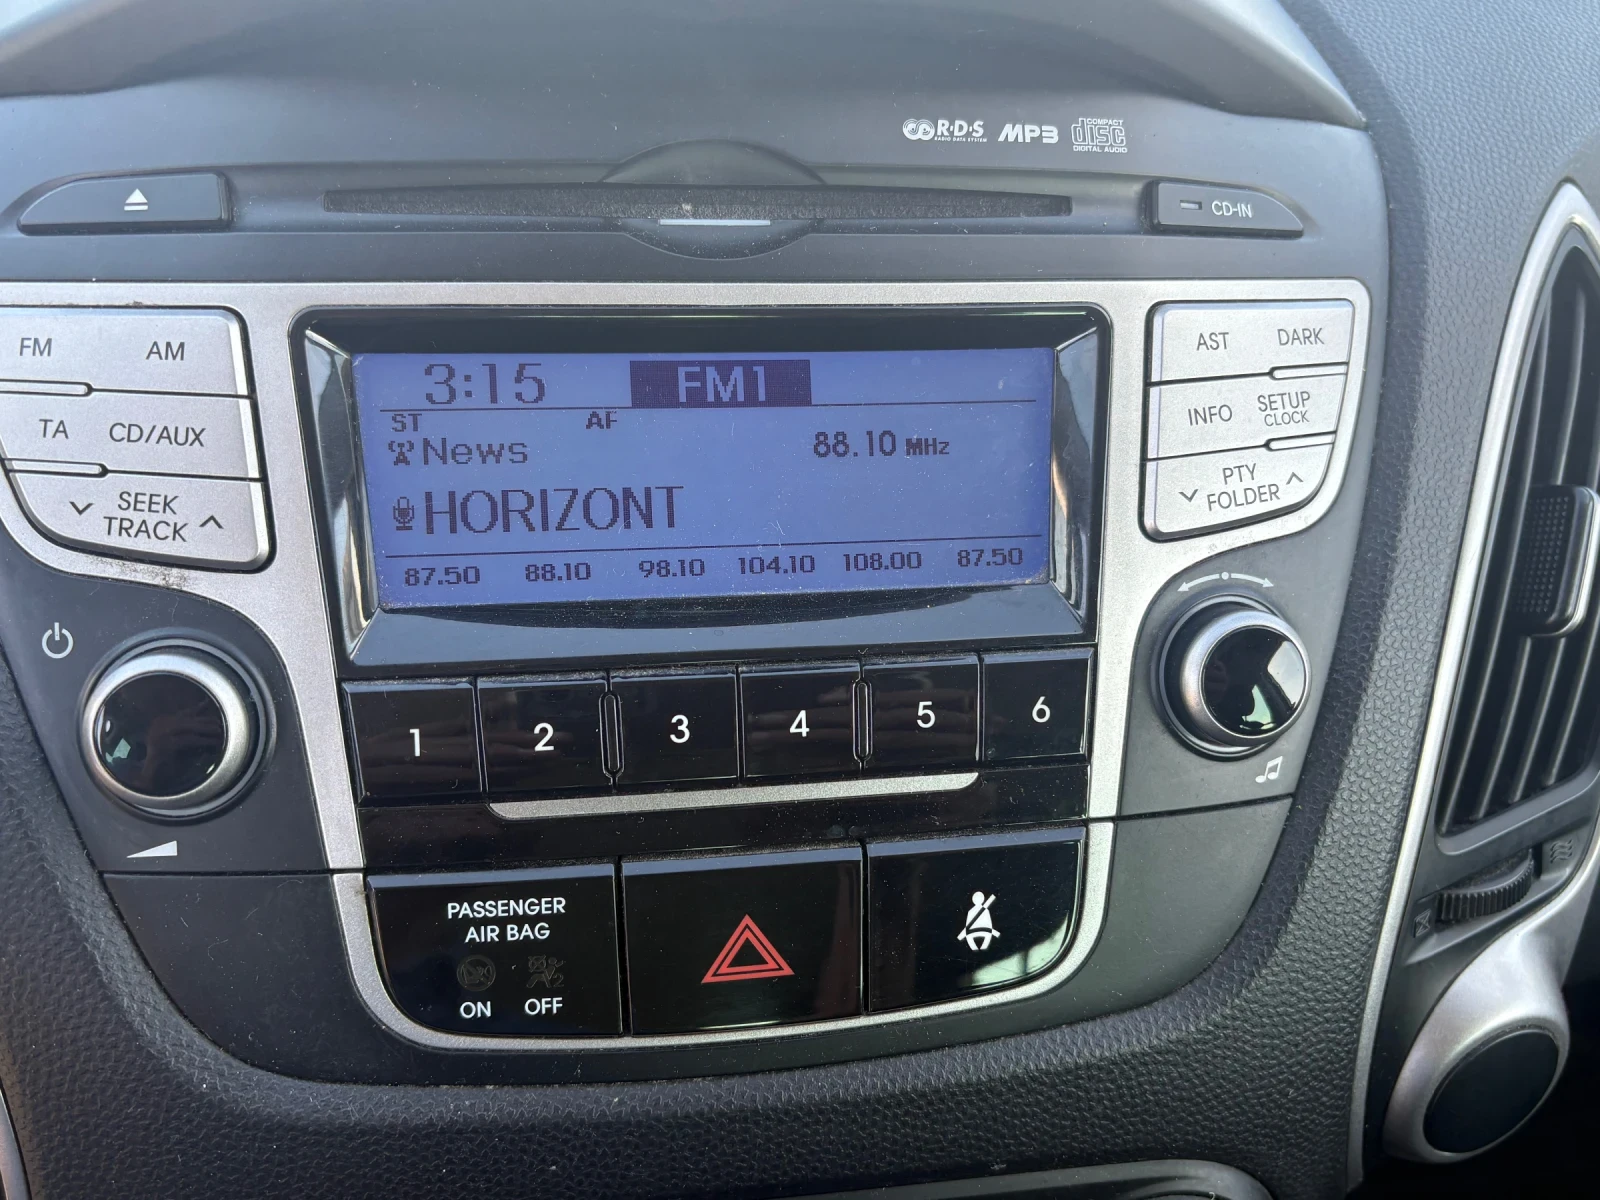 R·D·S
RADIO DATA SYSTEM
MP3
COMPACT
disc
DIGITAL AUDIO
CD-IN
FM AM
TA CD/AUX
SEEK
TRACK
3:15 FM1
ST AF
News 88.10 MHz
HORIZONT
87.50 88.10 98.10 104.10 108.00 87.50
AST DARK
INFO SETUP
CLOCK
PTY
FOLDER
1 2 3 4 5 6
PASSENGER
AIR BAG
2
ON OFF